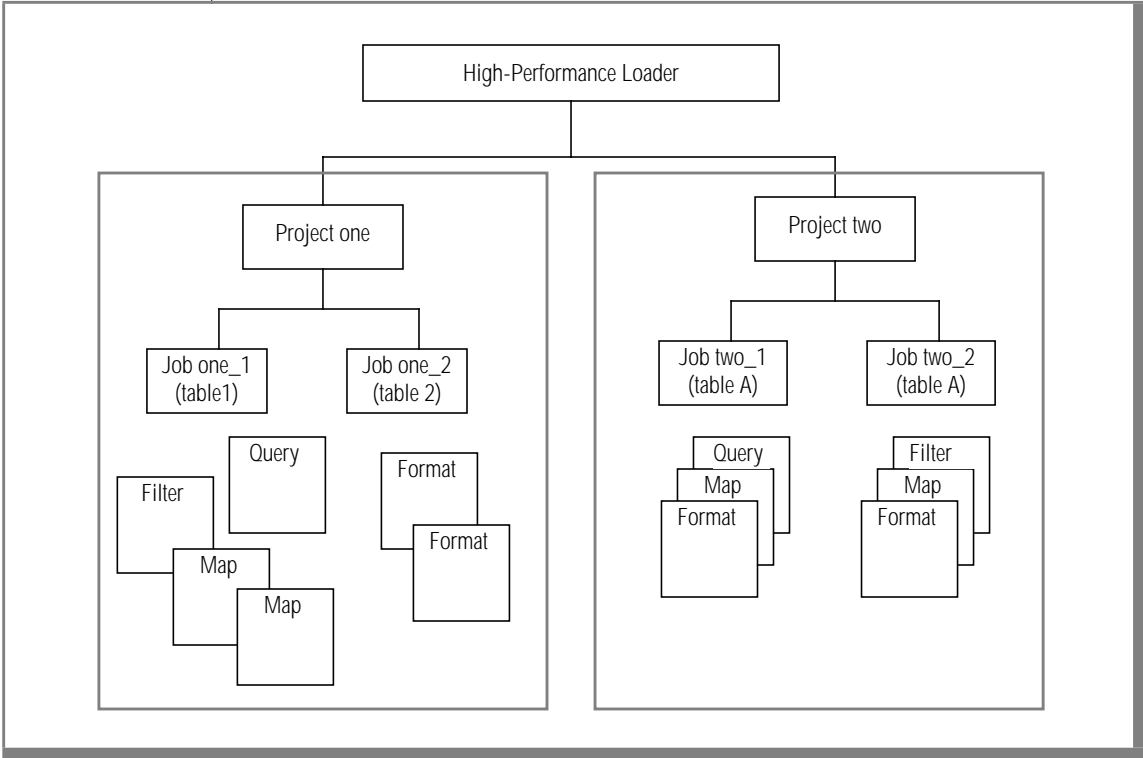 High-Performance Loader
Project one
Project two
Job one_1
(table1)
Job one_2
(table 2)
Job two_1
(table A)
Job two_2
(table A)
Query
Filter
Map
Map
Format
Format
Query
Map
Format
Filter
Map
Format